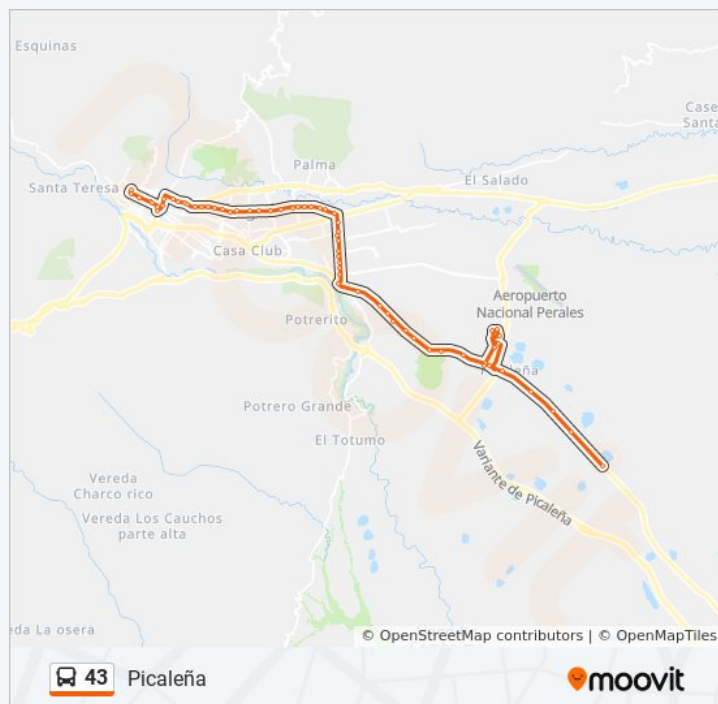 Esquinas
Case
Santa
Palma
Santa Teresa
El Salado
Casa Club
Aeropuerto
Nacional Perales
Potrerito
Potrero Grande
El Totumo
Variante de Picaleña
Vereda
Charco rico
Vereda Los Cauchos
parte alta
eda La osera
© OpenStreetMap contributors | © OpenMapTiles
43 Picaleña
moovit